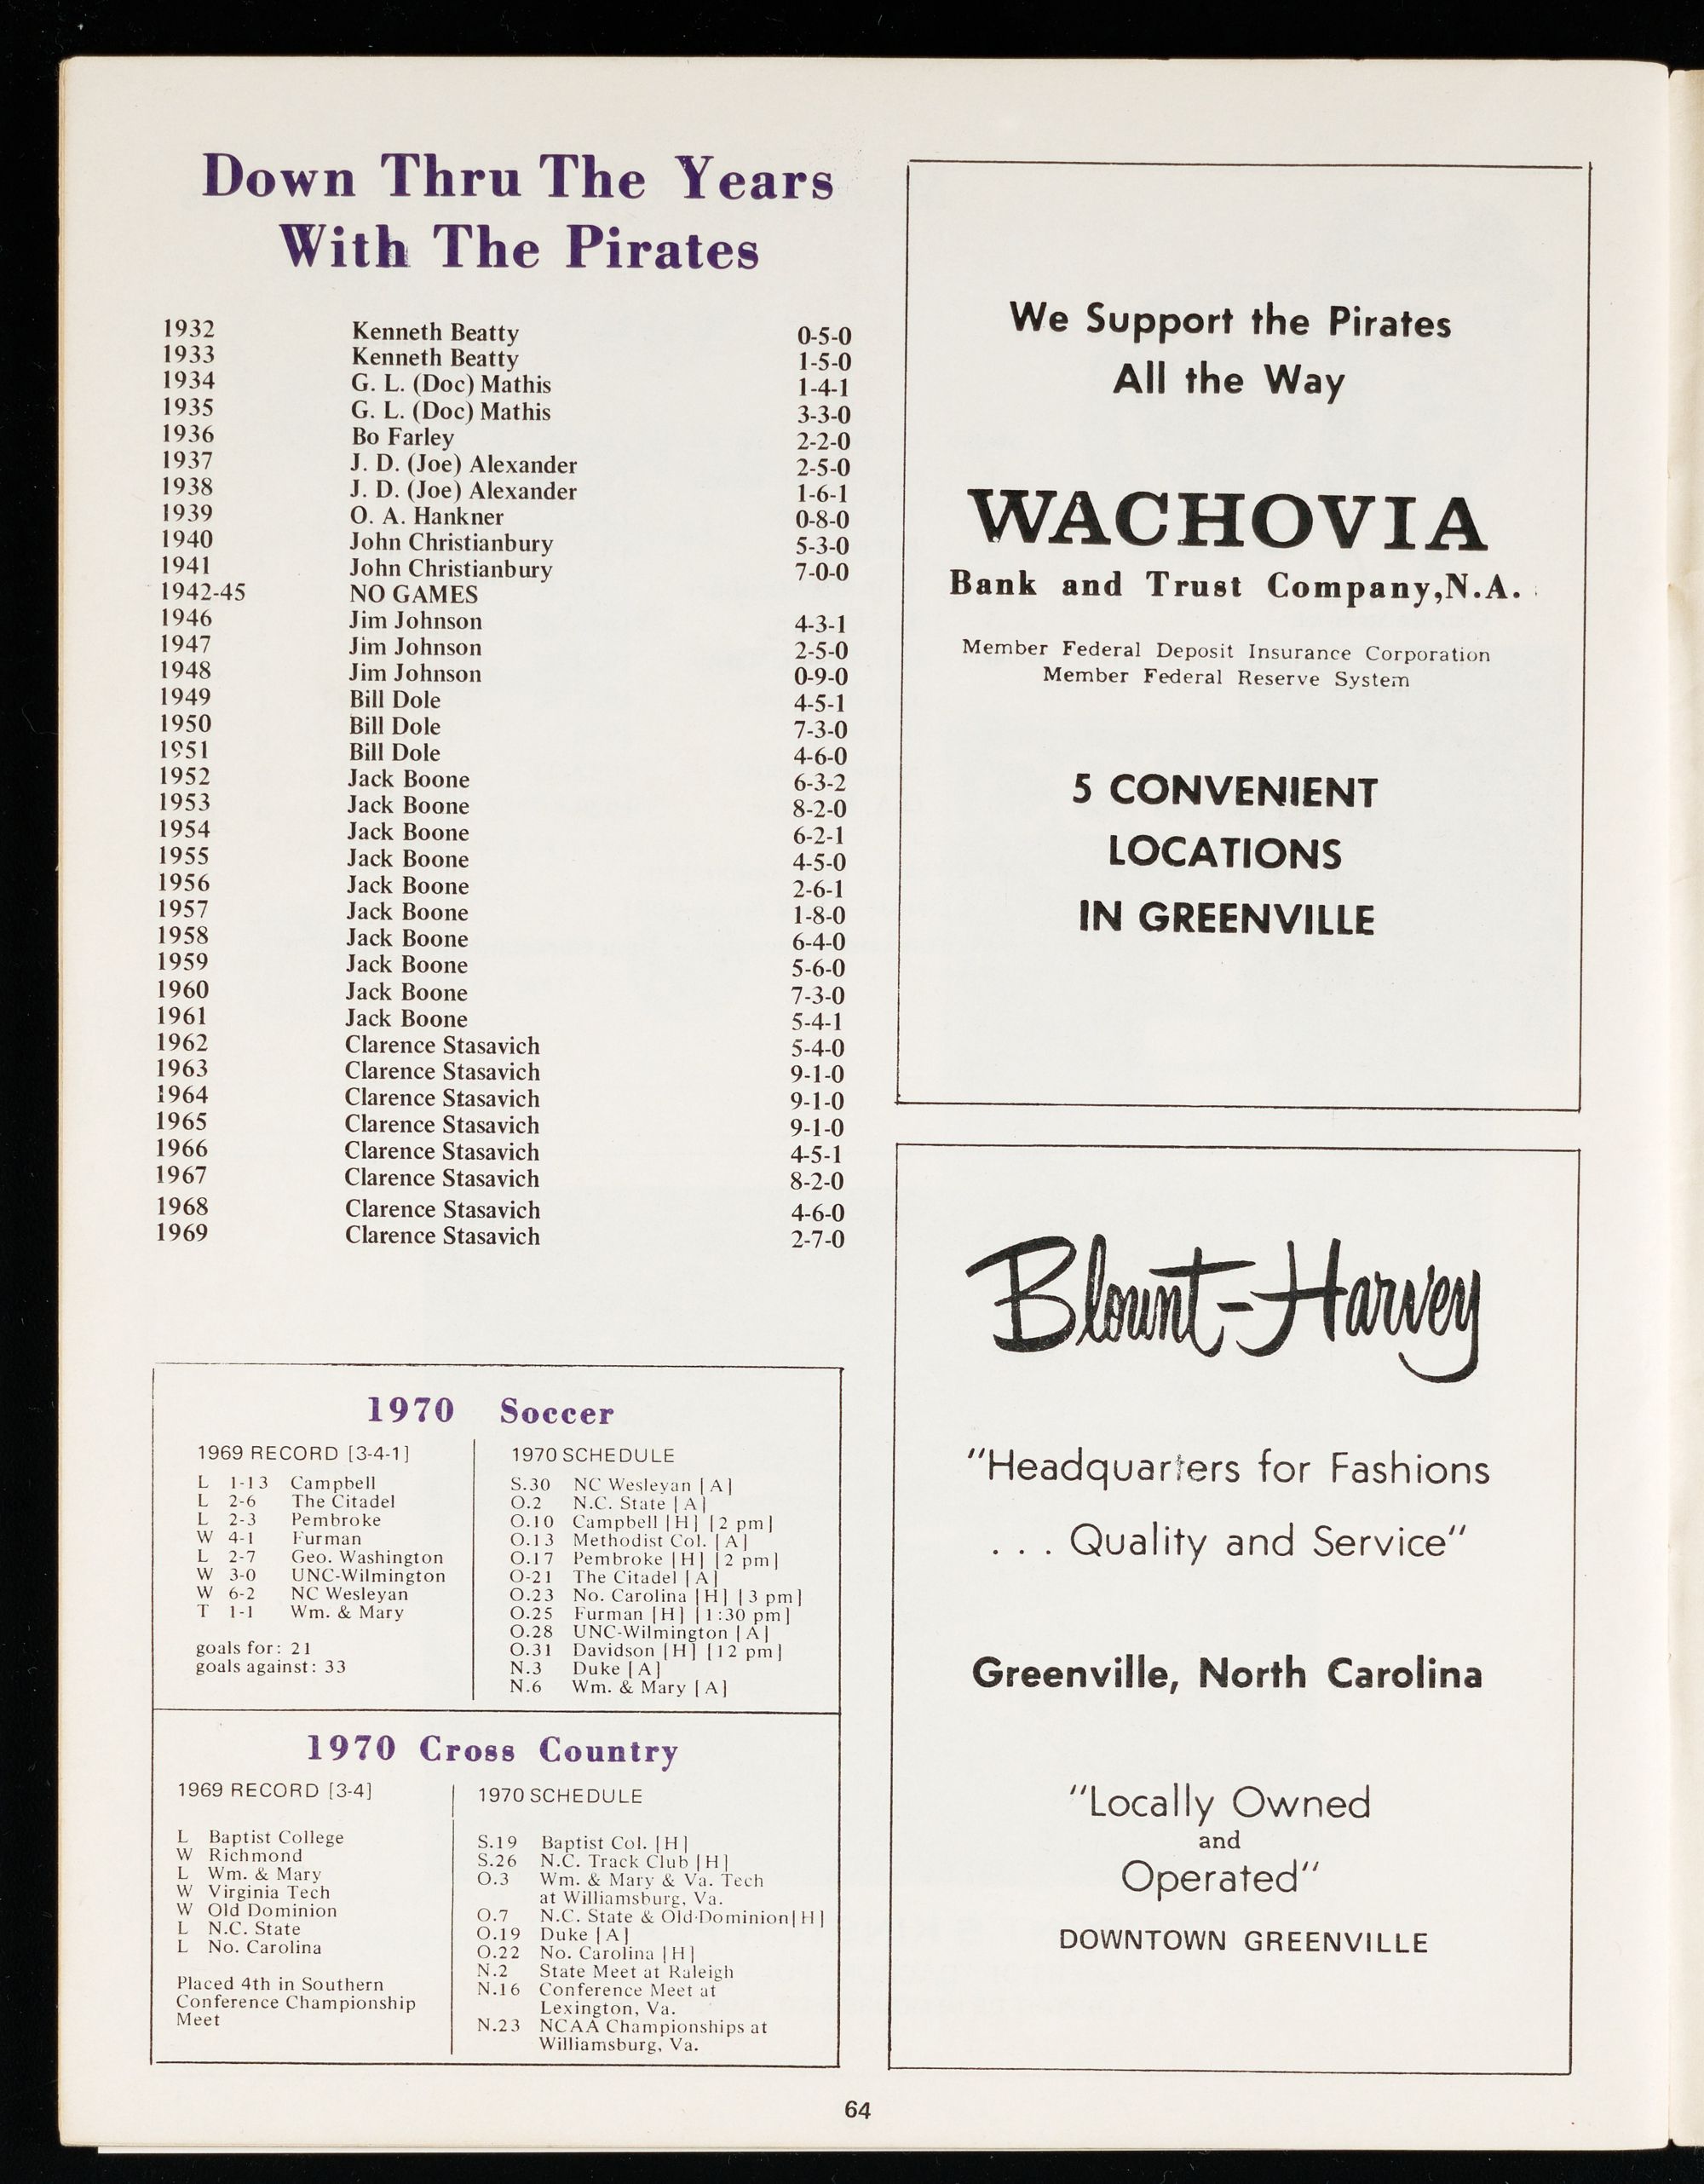 Down Thru The Years
With The Pirates
1932 Kenneth Beatty 0-5-0
1933 Kenneth Beatty 1-5-0
1934 G. L. (Doc) Mathis 1-4-1
1935 G. L. (Doc) Mathis 3-3-0
1936 Bo Farley 2-2-0
1937 J. D. (Joe) Alexander 2-5-0
1938 J. D. (Joe) Alexander 1-6-1
1939 O. A. Hankner 0-8-0
1940 John Christianbury 5-3-0
1941 John Christianbury 7-0-0
1942-45 NO GAMES
1946 Jim Johnson 4-3-1
1947 Jim Johnson 2-5-0
1948 Jim Johnson 0-9-0
1949 Bill Dole 4-5-1
1950 Bill Dole 7-3-0
1951 Bill Dole 4-6-0
1952 Jack Boone 6-3-2
1953 Jack Boone 8-2-0
1954 Jack Boone 6-2-1
1955 Jack Boone 4-5-0
1956 Jack Boone 2-6-1
1957 Jack Boone 1-8-0
1958 Jack Boone 6-4-0
1959 Jack Boone 5-6-0
1960 Jack Boone 7-3-0
1961 Jack Boone 5-4-1
1962 Clarence Stasavich 5-4-0
1963 Clarence Stasavich 9-1-0
1964 Clarence Stasavich 9-1-0
1965 Clarence Stasavich 9-1-0
1966 Clarence Stasavich 4-5-1
1967 Clarence Stasavich 8-2-0
1968 Clarence Stasavich 4-6-0
1969 Clarence Stasavich 2-7-0
1970 Soccer
1969 RECORD [3-4-1]
L 1-13 Campbell
L 2-6 The Citadel
L 2-3 Pembroke
W 4-1 Furman
L 2-7 Geo. Washington
W 3-0 UNC-Wilmington
W 6-2 NC Wesleyan
T 1-1 Wm. & Mary
goals for: 21
goals against: 33
1970 SCHEDULE
S.30 NC Wesleyan [A]
O.2 N.C. State [A]
O.10 Campbell [H] [2 pm]
O.13 Methodist Col. [A]
O.17 Pembroke [H] [2 pm]
O-21 The Citadel [A]
O.23 No. Carolina [H] [3 pm]
O.25 Furman [H] [1:30 pm]
O.28 UNC-Wilmington [A]
O.31 Davidson [H] [12 pm]
N.3 Duke [A]
N.6 Wm. & Mary [A]
1970 Cross Country
1969 RECORD [3-4]
L Baptist College
W Richmond
L Wm. & Mary
W Virginia Tech
W Old Dominion
L N.C. State
L No. Carolina
Placed 4th in Southern
Conference Championship
Meet
1970 SCHEDULE
S.19 Baptist Col. [H]
S.26 N.C. Track Club [H]
O.3 Wm. & Mary & Va. Tech
at Williamsburg, Va.
O.7 N.C. State & Old Dominion[H]
O.19 Duke [A]
O.22 No. Carolina [H]
N.2 State Meet at Raleigh
N.16 Conference Meet at
Lexington, Va.
N.23 NCAA Championships at
Williamsburg, Va.
We Support the Pirates
All the Way
WACHOVIA
Bank and Trust Company,N.A.
Member Federal Deposit Insurance Corporation
Member Federal Reserve System
5 CONVENIENT
LOCATIONS
IN GREENVILLE
Blount-Harvey
"Headquarters for Fashions
. . . Quality and Service"
Greenville, North Carolina
"Locally Owned
and
Operated"
DOWNTOWN GREENVILLE
64